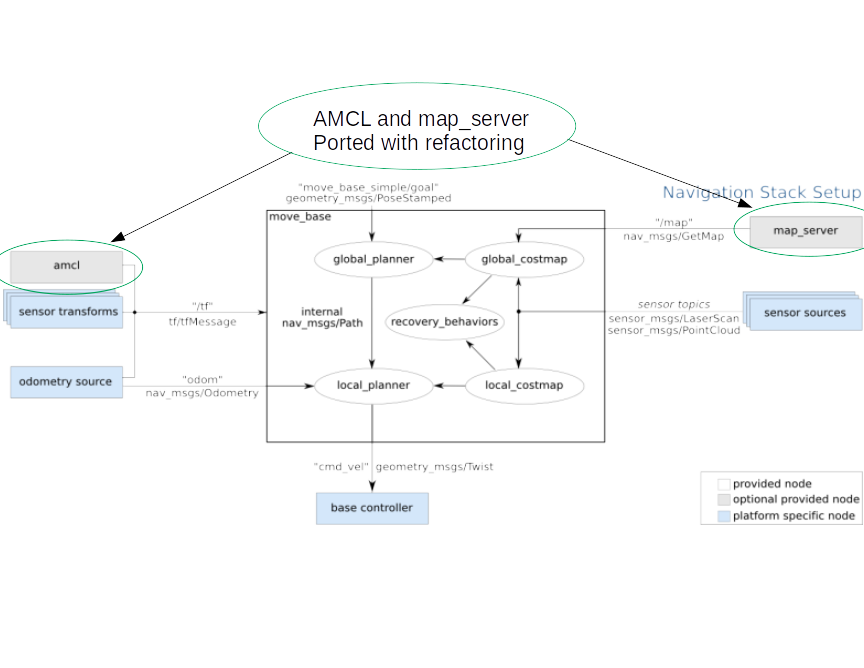 AMCL and map_server
Ported with refactoring
Navigation Stack Setup
"move_base_simple/goal"
geometry_msgs/PoseStamped
move_base
"/map"
nav_msgs/GetMap
map_server
amcl
global_planner
global_costmap
sensor transforms
"/tf"
tf/tfMessage
internal
nav_msgs/Path
recovery_behaviors
sensor topics
sensor_msgs/LaserScan
sensor_msgs/PointCloud
sensor sources
odometry source
"odom"
nav_msgs/Odometry
local_planner
local_costmap
"cmd_vel" geometry_msgs/Twist
base controller
provided node
optional provided node
platform specific node